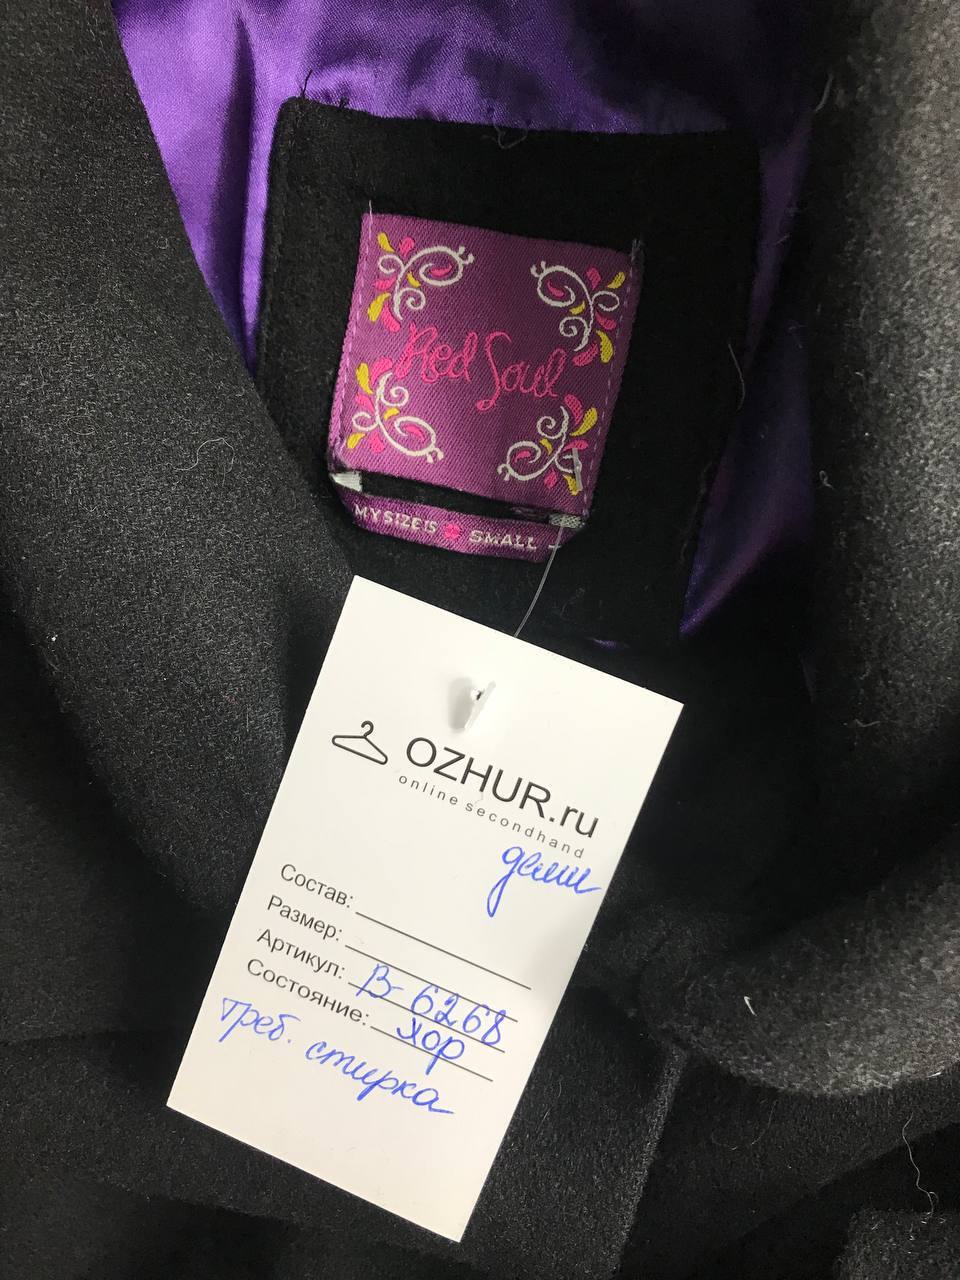 Red Soul
MY SIZE IS SMALL
OZHUR.ru
online secondhand
деми
Состав:
Размер:
Артикул: В-6268
Состояние: хор
треб. стирка